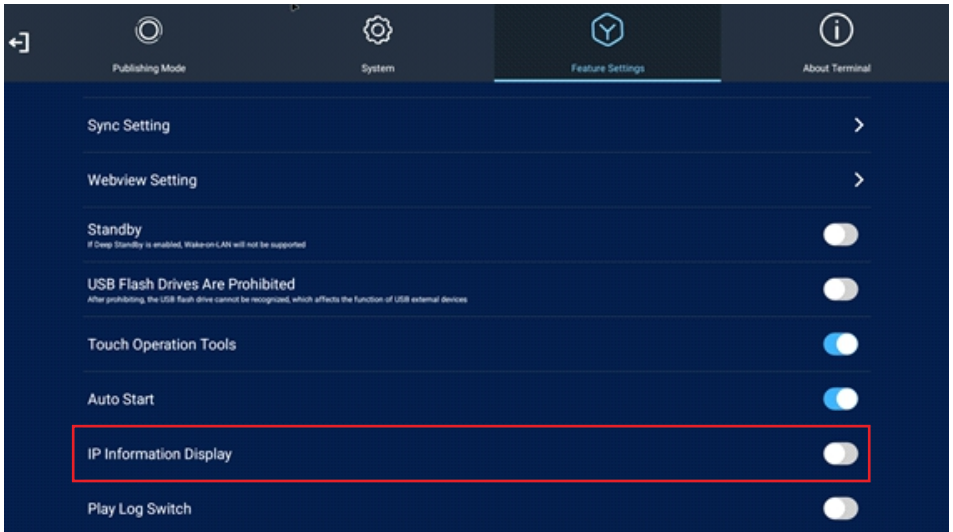 Publishing Mode
System
Feature Settings
About Terminal
Sync Setting
Webview Setting
Standby
If Deep Standby is enabled, Wake-on-LAN will not be supported
USB Flash Drives Are Prohibited
After prohibiting, the USB flash drive cannot be recognized, which affects the function of USB external devices
Touch Operation Tools
Auto Start
IP Information Display
Play Log Switch